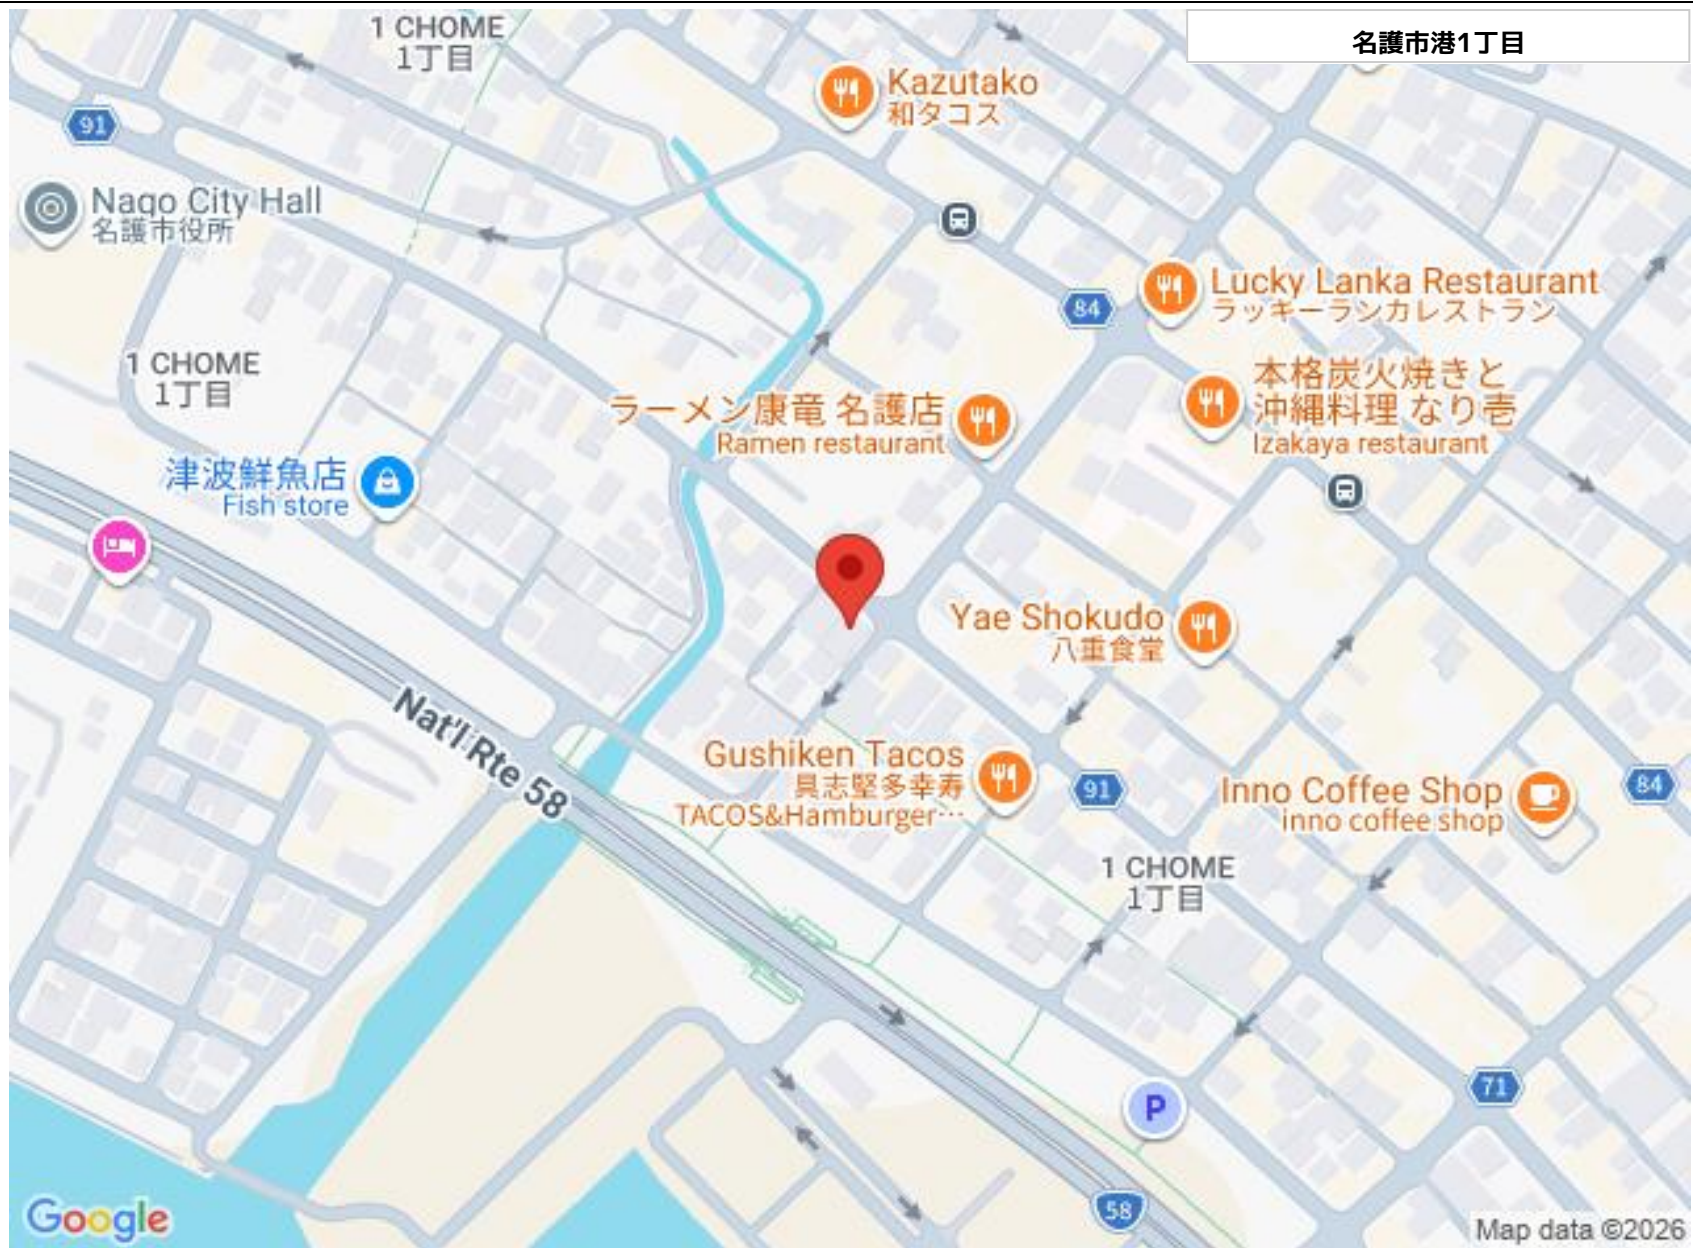 名護市港1丁目
1 CHOME
1丁目
Kazutako
和タコス
91
Nago City Hall
名護市役所
84
Lucky Lanka Restaurant
ラッキーランカレストラン
1 CHOME
1丁目
本格炭火焼きと
沖縄料理 なり壱
Izakaya restaurant
ラーメン康竜 名護店
Ramen restaurant
津波鮮魚店
Fish store
Yae Shokudo
八重食堂
Nat'l Rte 58
Gushiken Tacos
具志堅多幸寿
TACOS&Hamburger…
91
Inno Coffee Shop
inno coffee shop
84
1 CHOME
1丁目
71
P
58
Google
Map data ©2026